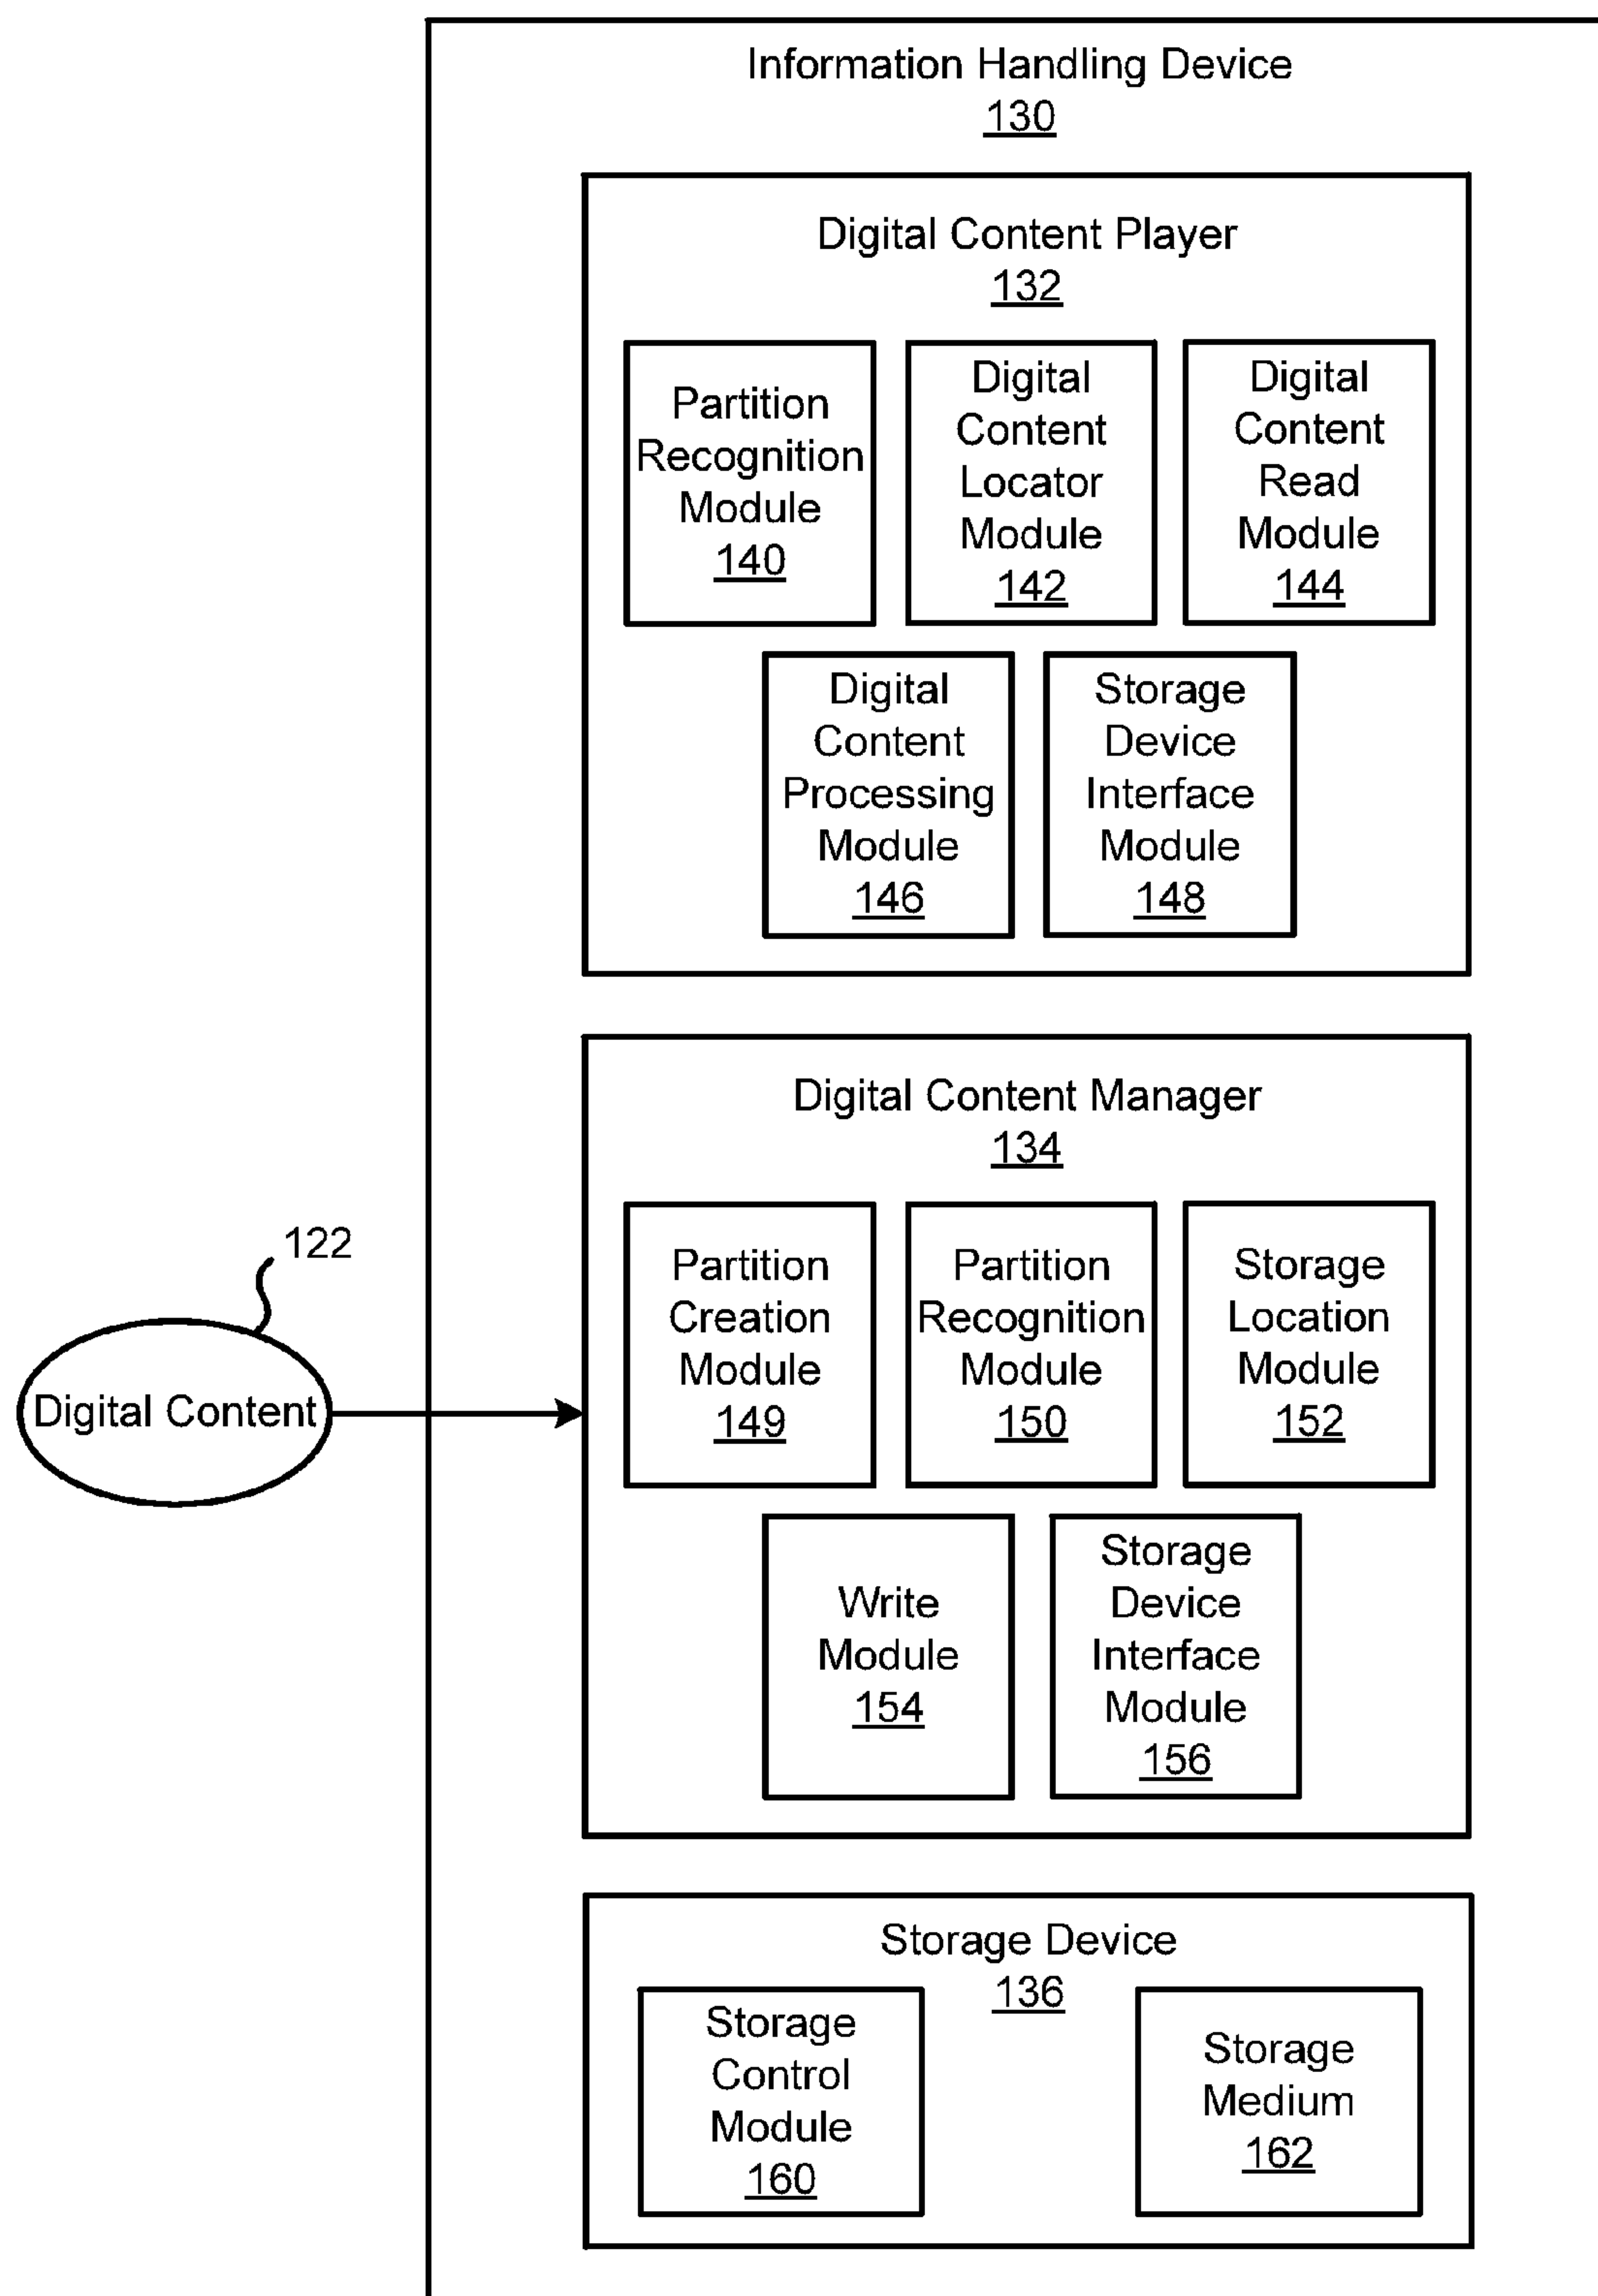 Information Handling Device
130
Digital Content Player
132
Partition
Recognition
Module
140
Digital
Content
Locator
Module
142
Digital
Content
Read
Module
144
Digital
Content
Processing
Module
146
Storage
Device
Interface
Module
148
Digital Content Manager
134
122
Digital Content
Partition
Creation
Module
149
Partition
Recognition
Module
150
Storage
Location
Module
152
Write
Module
154
Storage
Device
Interface
Module
156
Storage Device
136
Storage
Control
Module
160
Storage
Medium
162